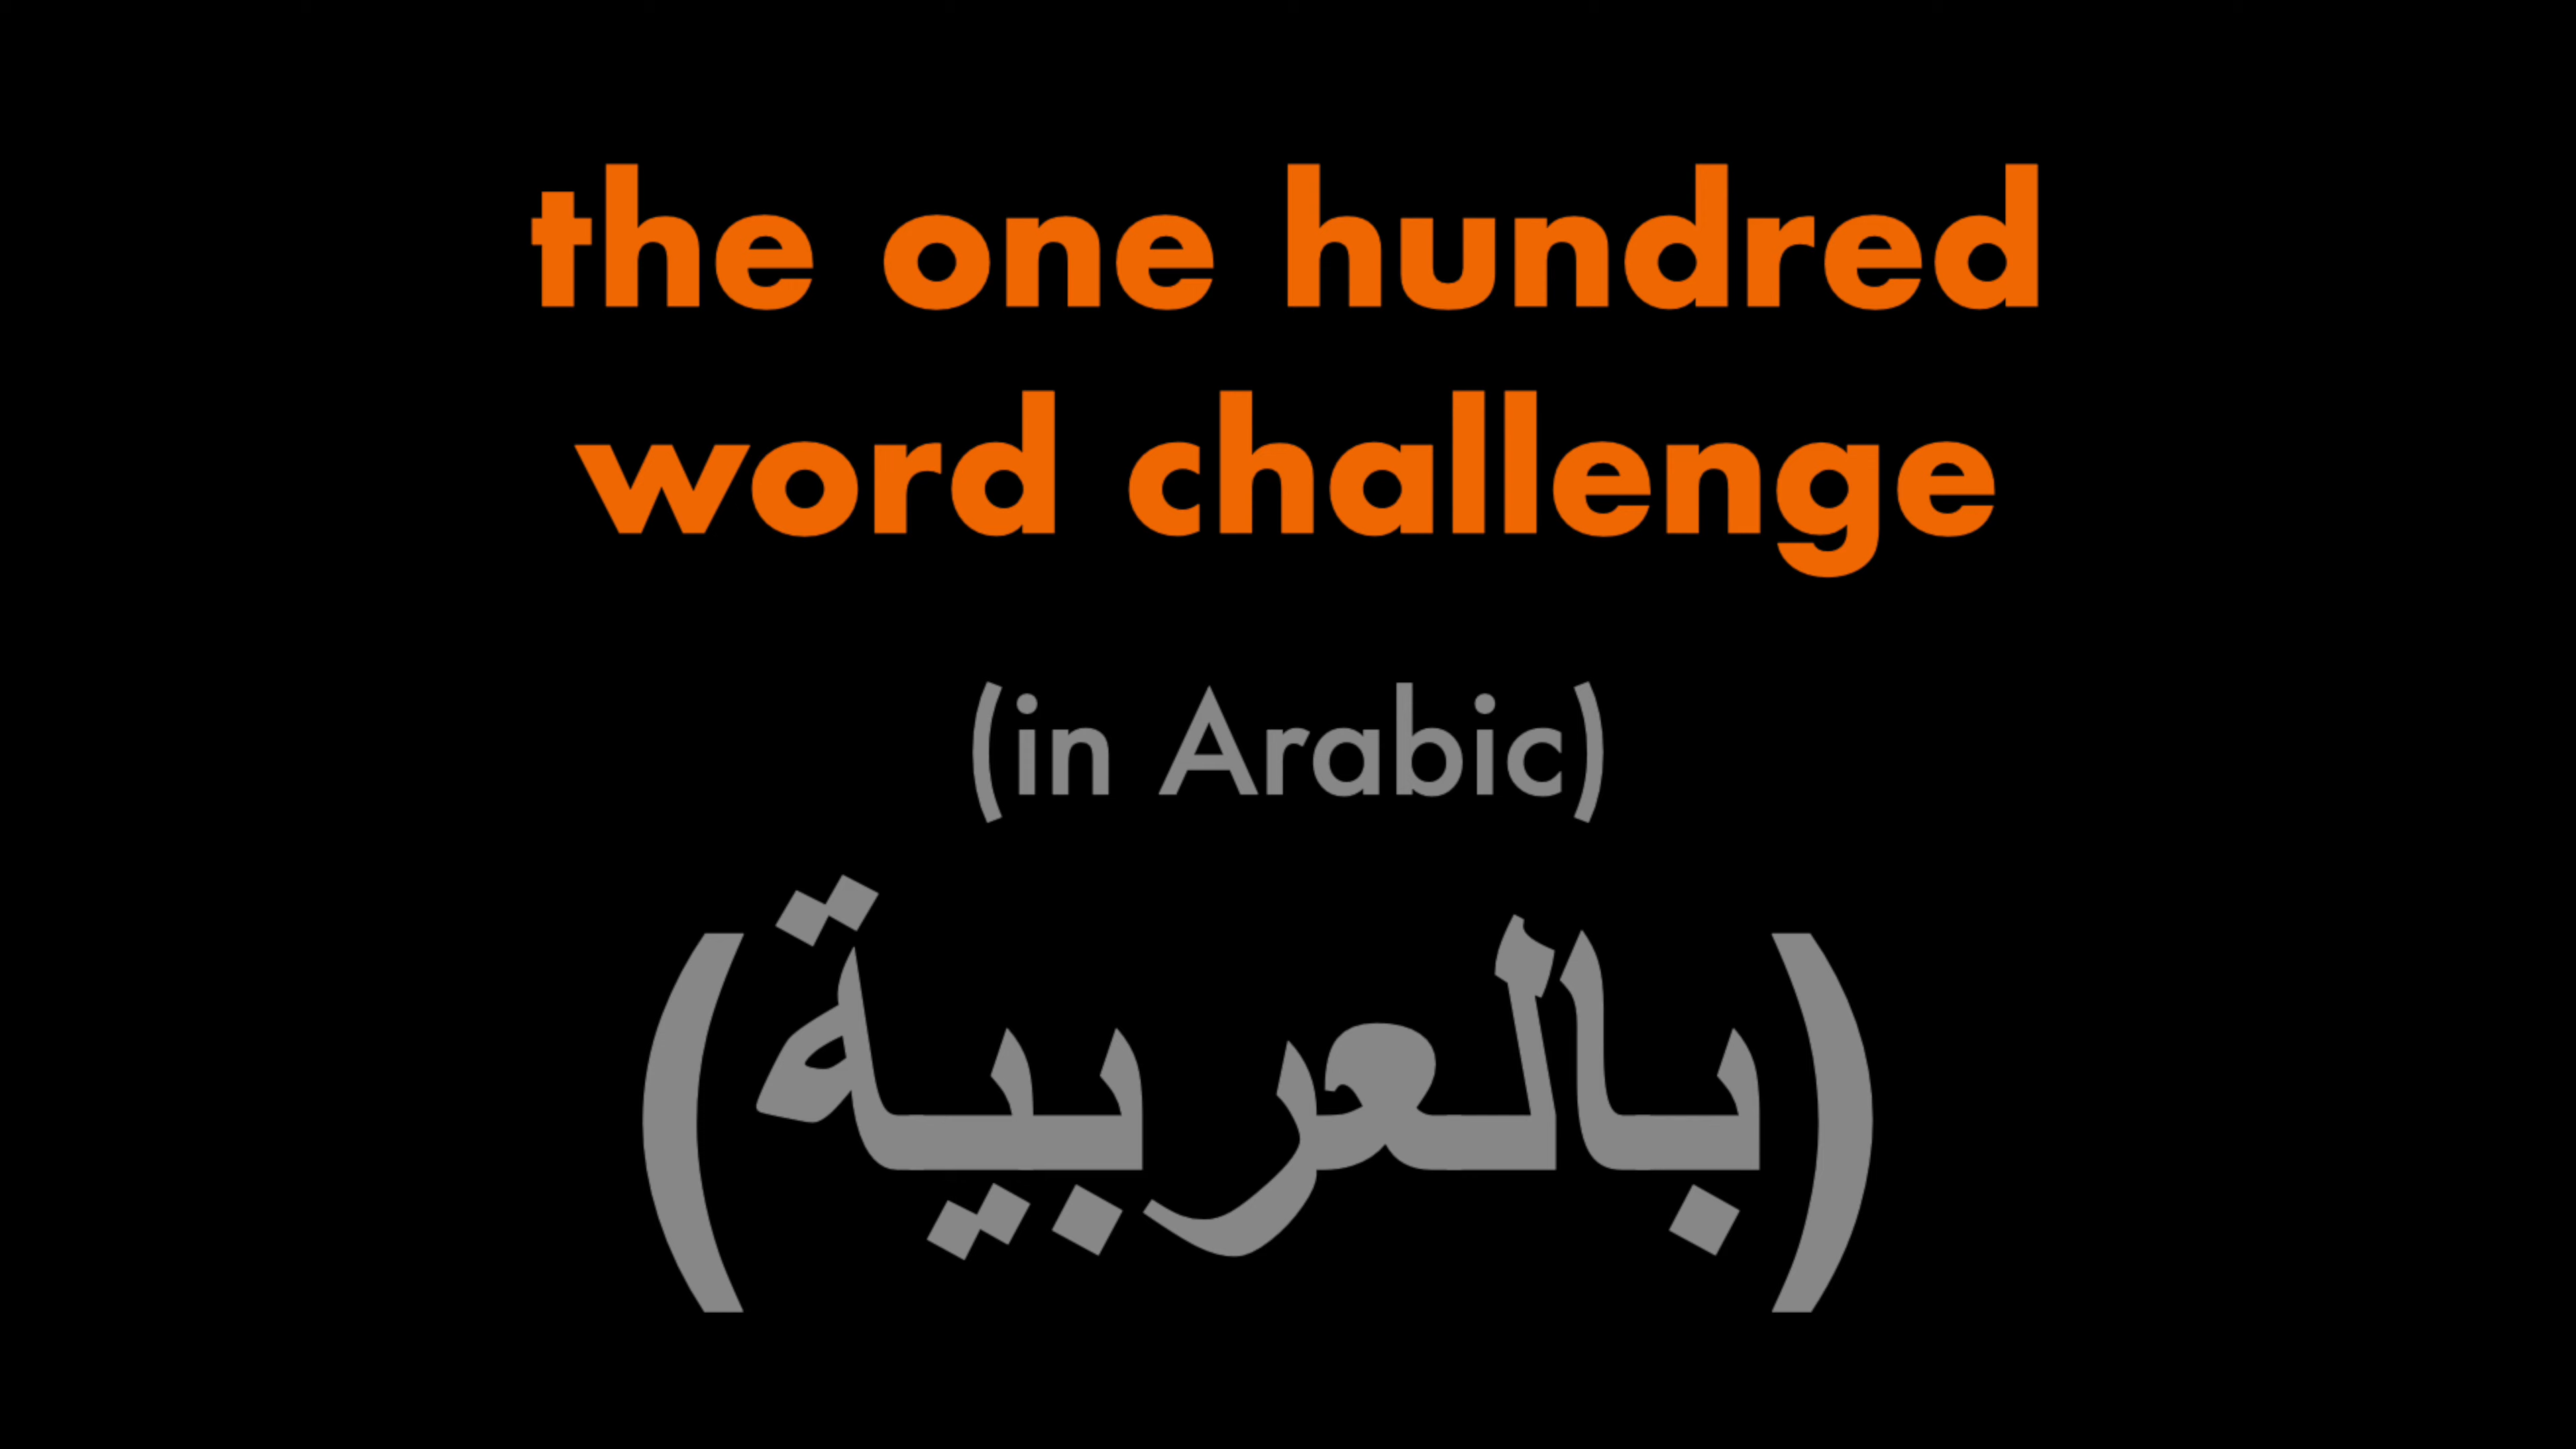 the one hundred
word challenge
(in Arabic)
(بالعربية)